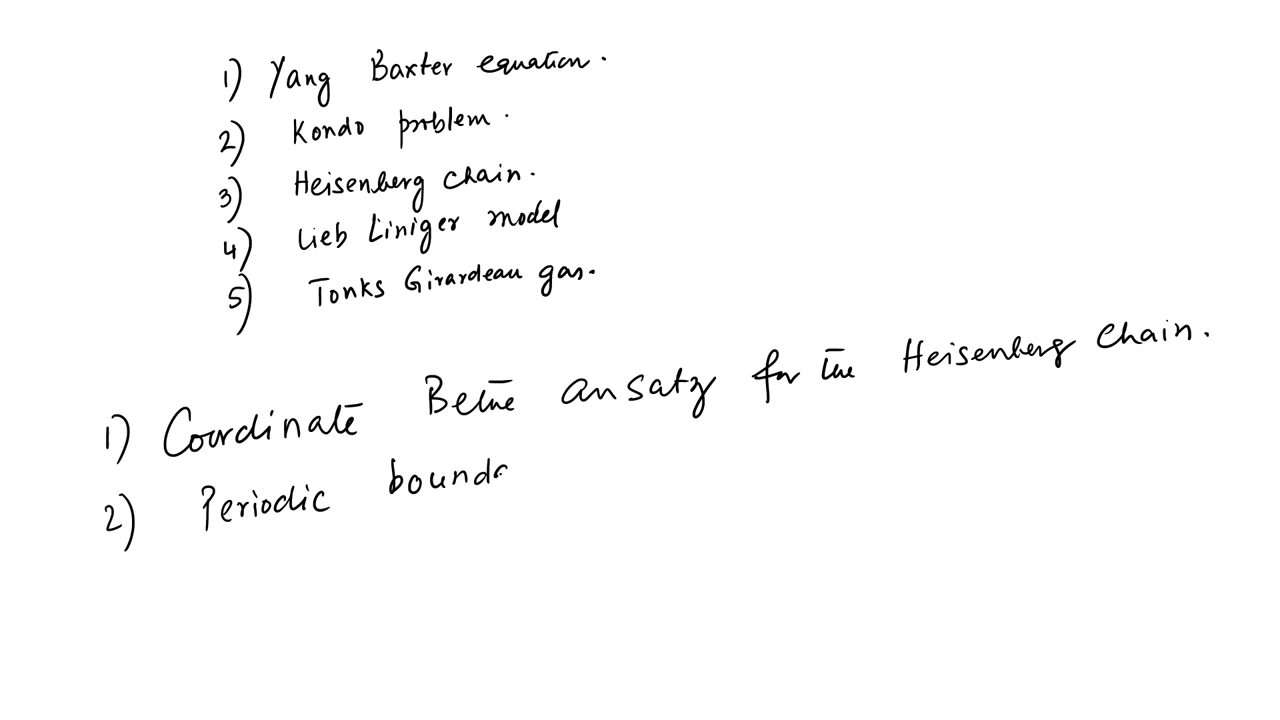 1) Yang Baxter equation.
2) Kondo problem.
3) Heisenberg chain.
4) Lieb Liniger model
5) Tonks Girardeau gas.
1) Coordinate Bethe ansatz for the Heisenberg chain.
2) Periodic bounda